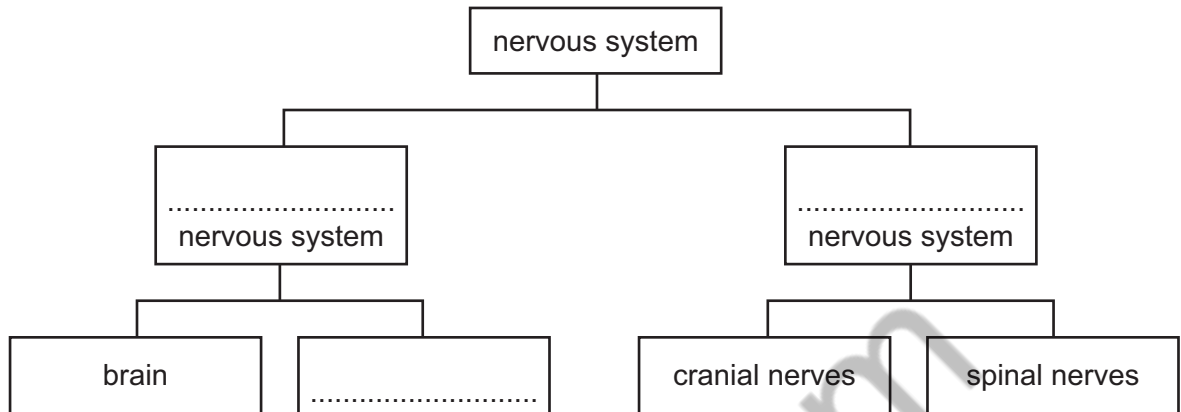 nervous system
............................
nervous system
............................
nervous system
brain
............................
cranial nerves
spinal nerves
m